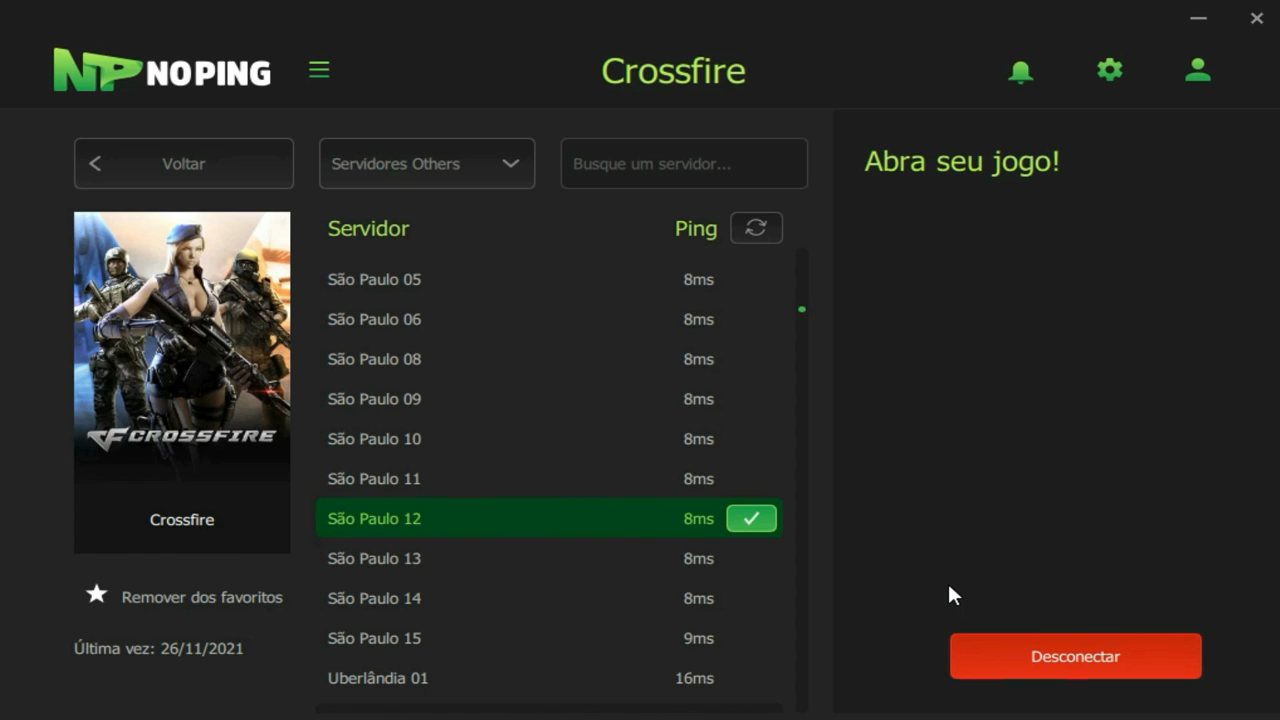 NP NOPING
Crossfire
Voltar
Servidores Others
Busque um servidor...
Abra seu jogo!
Servidor Ping
São Paulo 05 8ms
São Paulo 06 8ms
São Paulo 08 8ms
São Paulo 09 8ms
São Paulo 10 8ms
São Paulo 11 8ms
São Paulo 12 8ms
São Paulo 13 8ms
São Paulo 14 8ms
São Paulo 15 9ms
Uberlândia 01 16ms
CF CROSSFIRE
Crossfire
Remover dos favoritos
Última vez: 26/11/2021
Desconectar